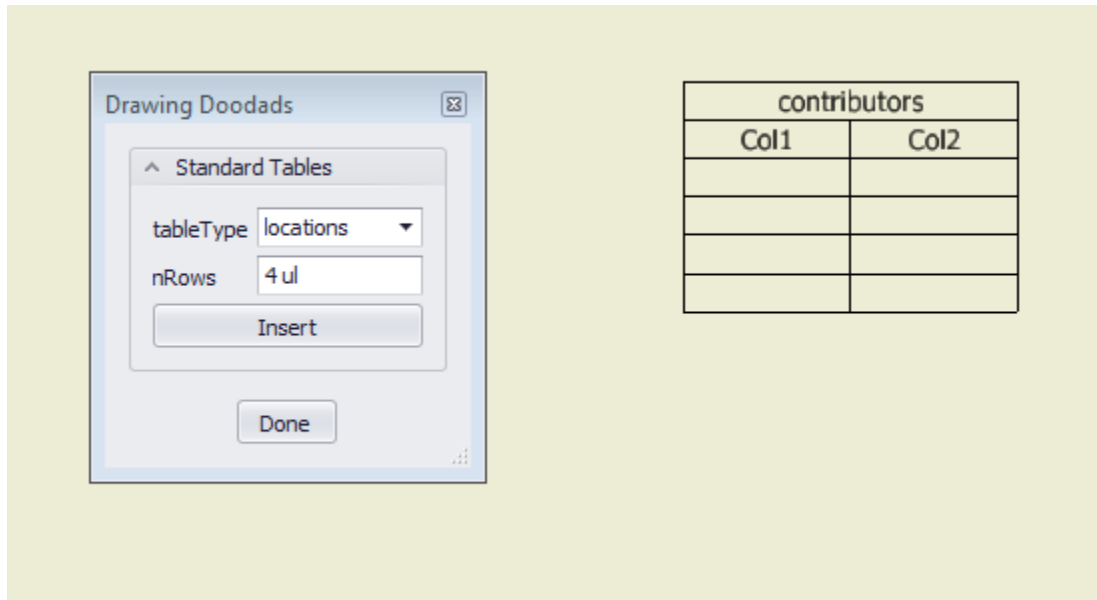 Drawing Doodads
Standard Tables
tableType locations
nRows 4 ul
Insert
Done
contributors
Col1 Col2